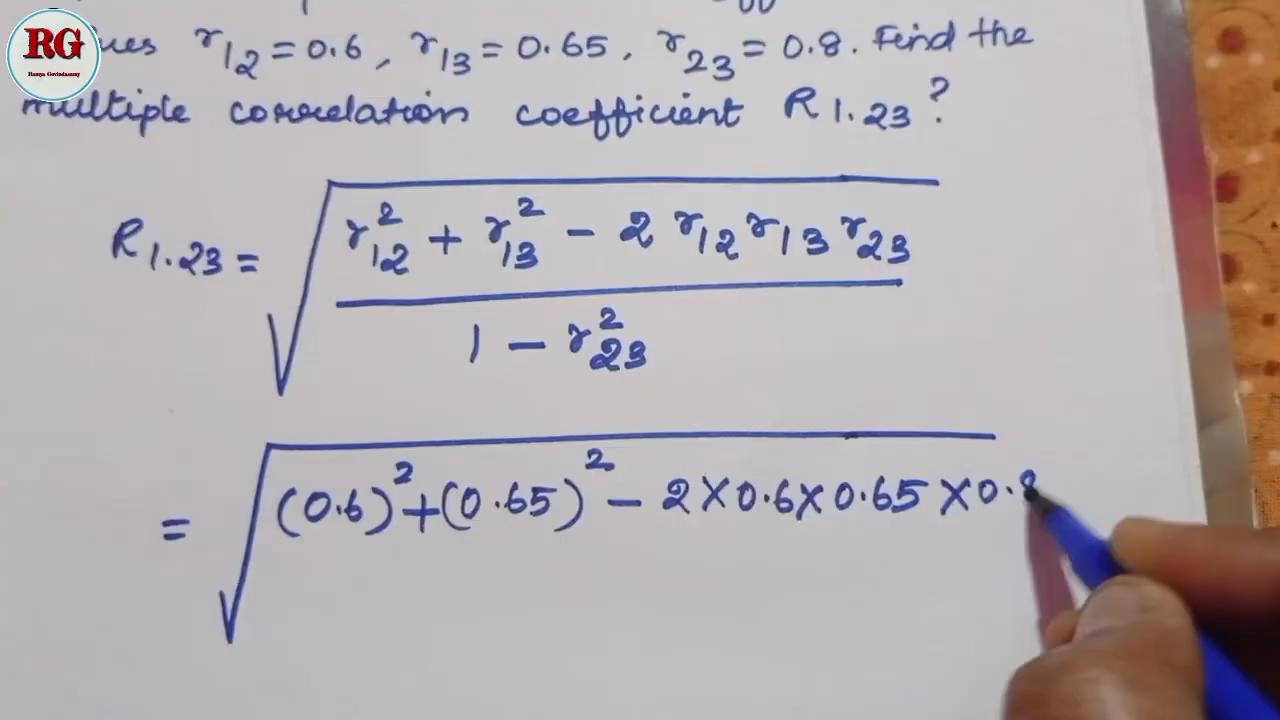 RG
Ramya Govindasamy
r₁₂ = 0.6, r₁₃ = 0.65, r₂₃ = 0.8. Find the
multiple correlation coefficient R₁.₂₃?
R₁.₂₃ = √((r₁₂² + r₁₃² − 2 r₁₂ r₁₃ r₂₃) / (1 − r₂₃²))
= √((0.6)² + (0.65)² − 2 × 0.6 × 0.65 × 0.8